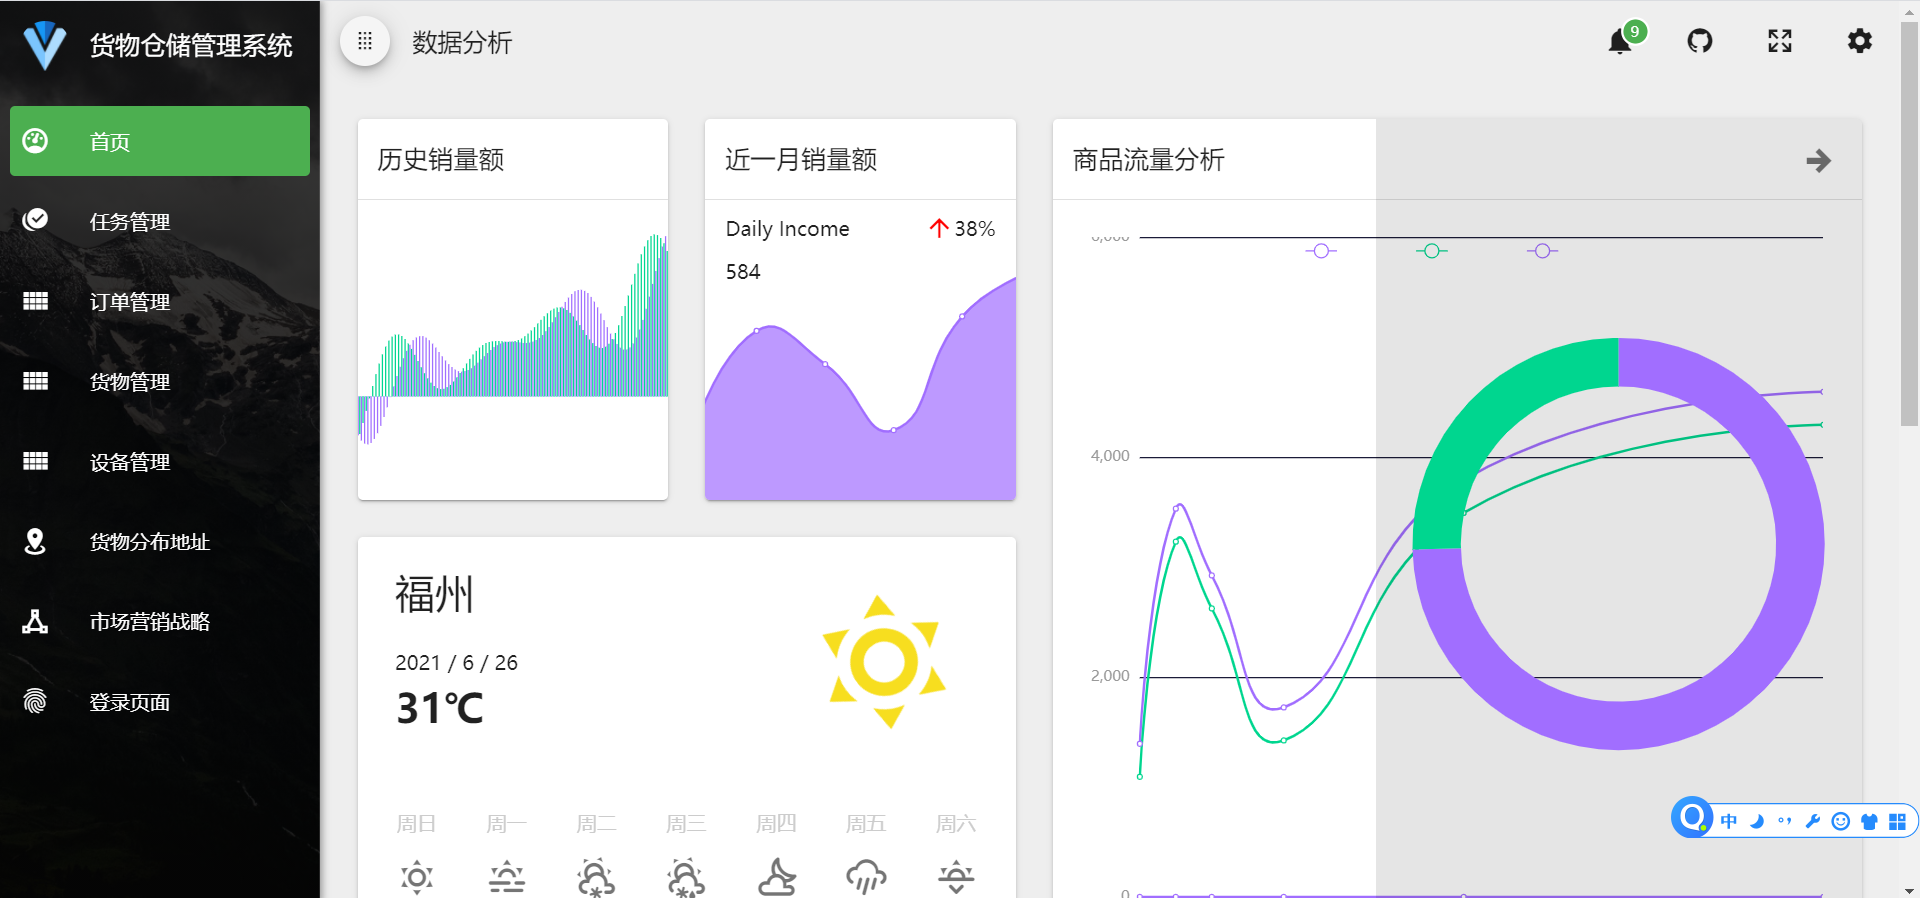 货物仓储管理系统
首页
任务管理
订单管理
货物管理
设备管理
货物分布地址
市场营销战略
登录页面
数据分析
9
历史销量额
近一月销量额
Daily Income
38%
584
商品流量分析
6,000
4,000
2,000
0
福州
2021 / 6 / 26
31℃
周日 周一 周二 周三 周四 周五 周六
中